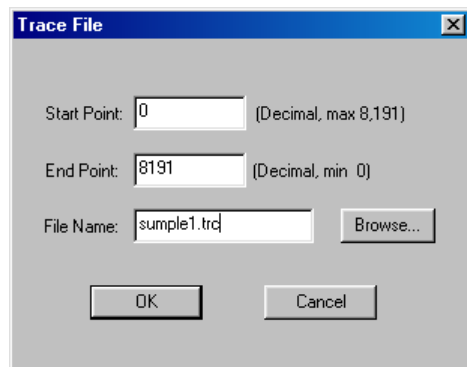 Trace File
Start Point: 0 (Decimal, max 8,191)
End Point: 8191 (Decimal, min 0)
File Name: sumple1.trc Browse...
OK Cancel